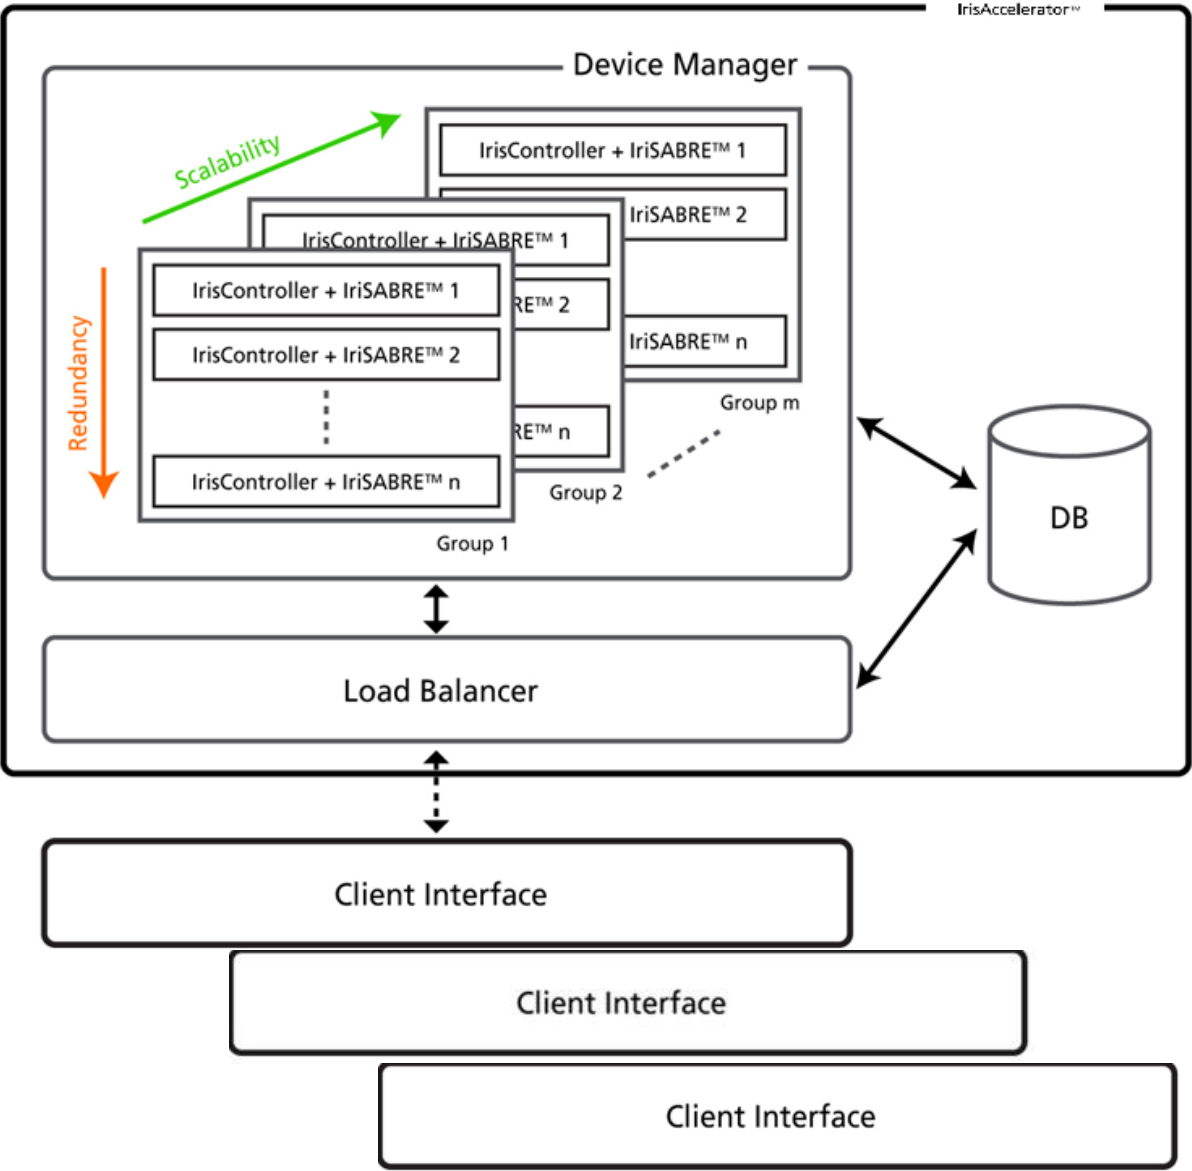 IrisAccelerator™
Device Manager
Scalability
IrisController + IriSABRE™ 1
IriSABRE™ 2
IriSABRE™ n
Group m
IrisController + IriSABRE™ 1
RE™ 2
RE™ n
Group 2
Redundancy
IrisController + IriSABRE™ 1
IrisController + IriSABRE™ 2
IrisController + IriSABRE™ n
Group 1
DB
Load Balancer
Client Interface
Client Interface
Client Interface